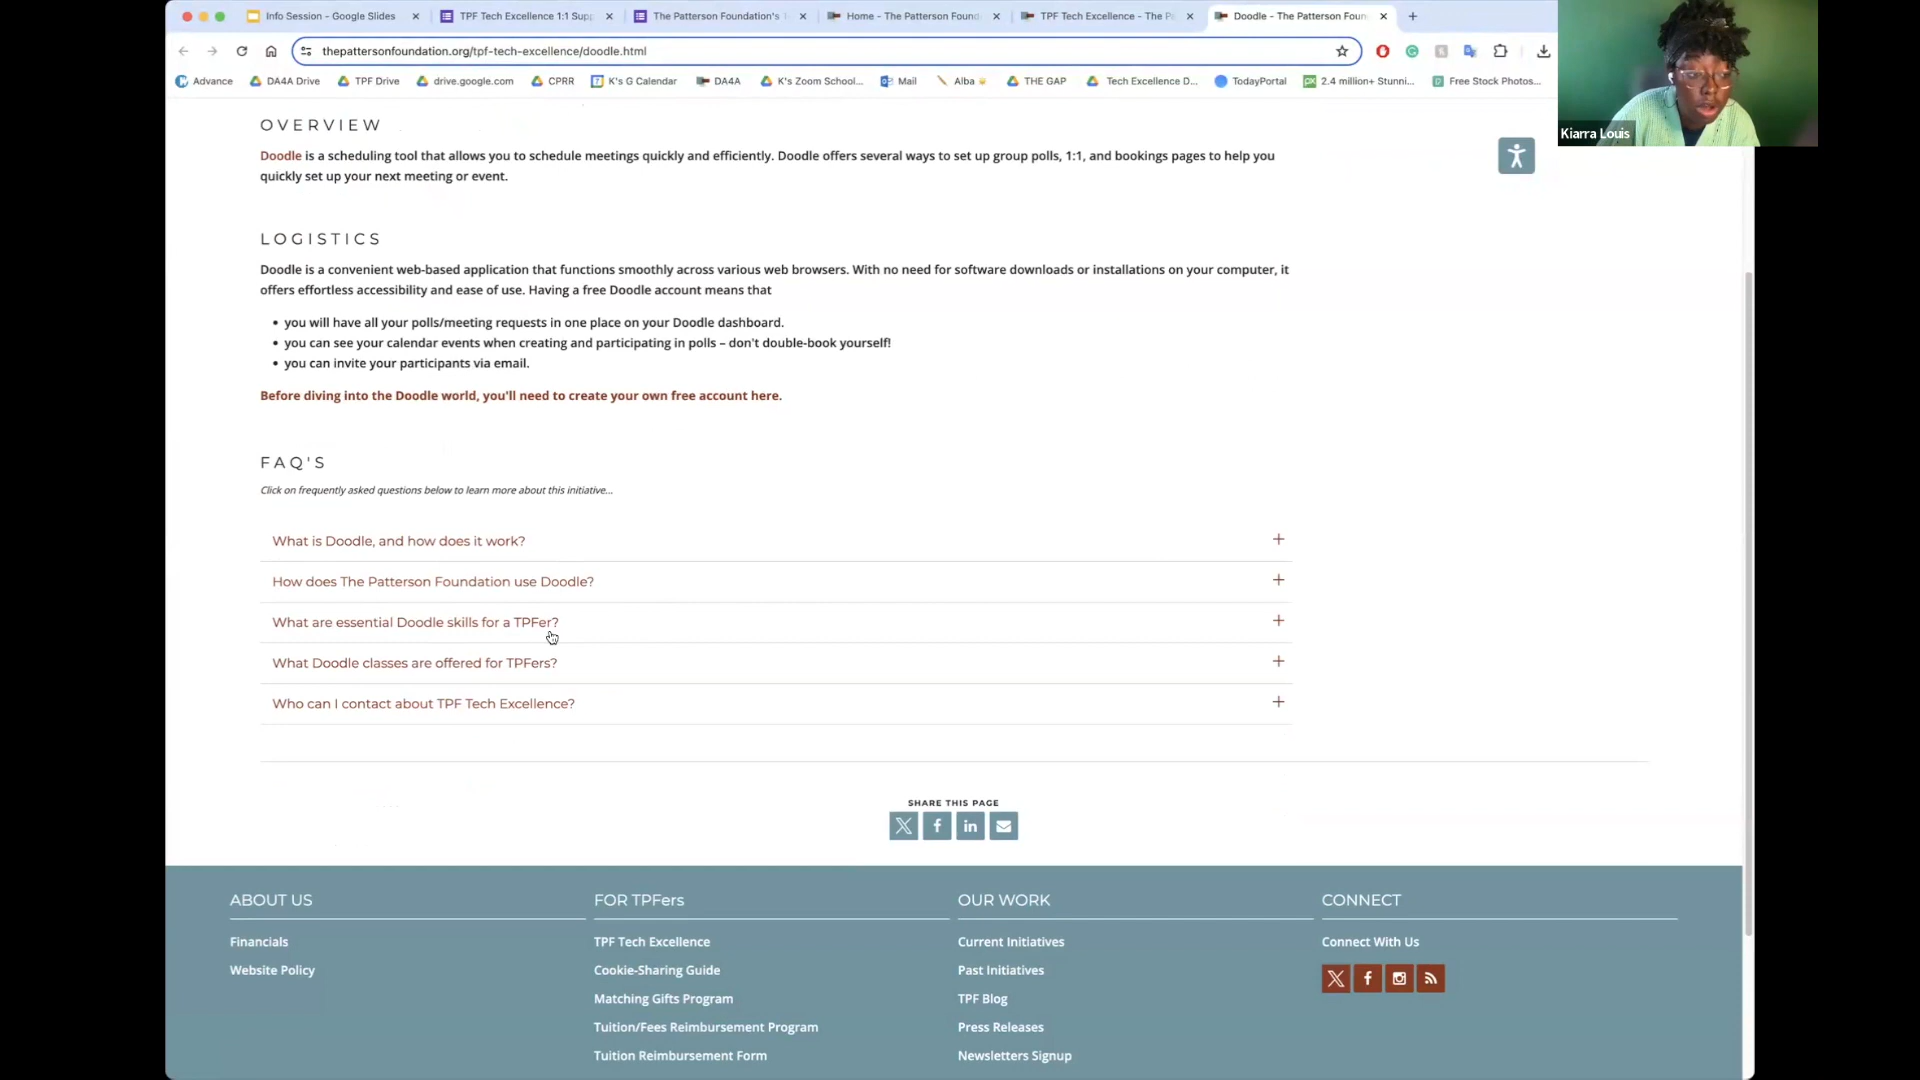 Info Session - Google Slides
TPF Tech Excellence 1:1 Supp
The Patterson Foundation's
Home - The Patterson Found
TPF Tech Excellence - The P
Doodle - The Patterson Foun
thepattersonfoundation.org/tpf-tech-excellence/doodle.html
Advance
DA4A Drive
TPF Drive
drive.google.com
CPRR
K's G Calendar
DA4A
K's Zoom School...
Mail
Alba
THE GAP
Tech Excellence D...
TodayPortal
2.4 million+ Stunni...
Free Stock Photos...
Kiarra Louis
OVERVIEW
Doodle is a scheduling tool that allows you to schedule meetings quickly and efficiently. Doodle offers several ways to set up group polls, 1:1, and bookings pages to help you
quickly set up your next meeting or event.
LOGISTICS
Doodle is a convenient web-based application that functions smoothly across various web browsers. With no need for software downloads or installations on your computer, it
offers effortless accessibility and ease of use. Having a free Doodle account means that
• you will have all your polls/meeting requests in one place on your Doodle dashboard.
• you can see your calendar events when creating and participating in polls – don't double-book yourself!
• you can invite your participants via email.
Before diving into the Doodle world, you'll need to create your own free account here.
FAQ'S
Click on frequently asked questions below to learn more about this initiative...
What is Doodle, and how does it work? +
How does The Patterson Foundation use Doodle? +
What are essential Doodle skills for a TPFer? +
What Doodle classes are offered for TPFers? +
Who can I contact about TPF Tech Excellence? +
SHARE THIS PAGE
ABOUT US
Financials
Website Policy
FOR TPFers
TPF Tech Excellence
Cookie-Sharing Guide
Matching Gifts Program
Tuition/Fees Reimbursement Program
Tuition Reimbursement Form
OUR WORK
Current Initiatives
Past Initiatives
TPF Blog
Press Releases
Newsletters Signup
CONNECT
Connect With Us